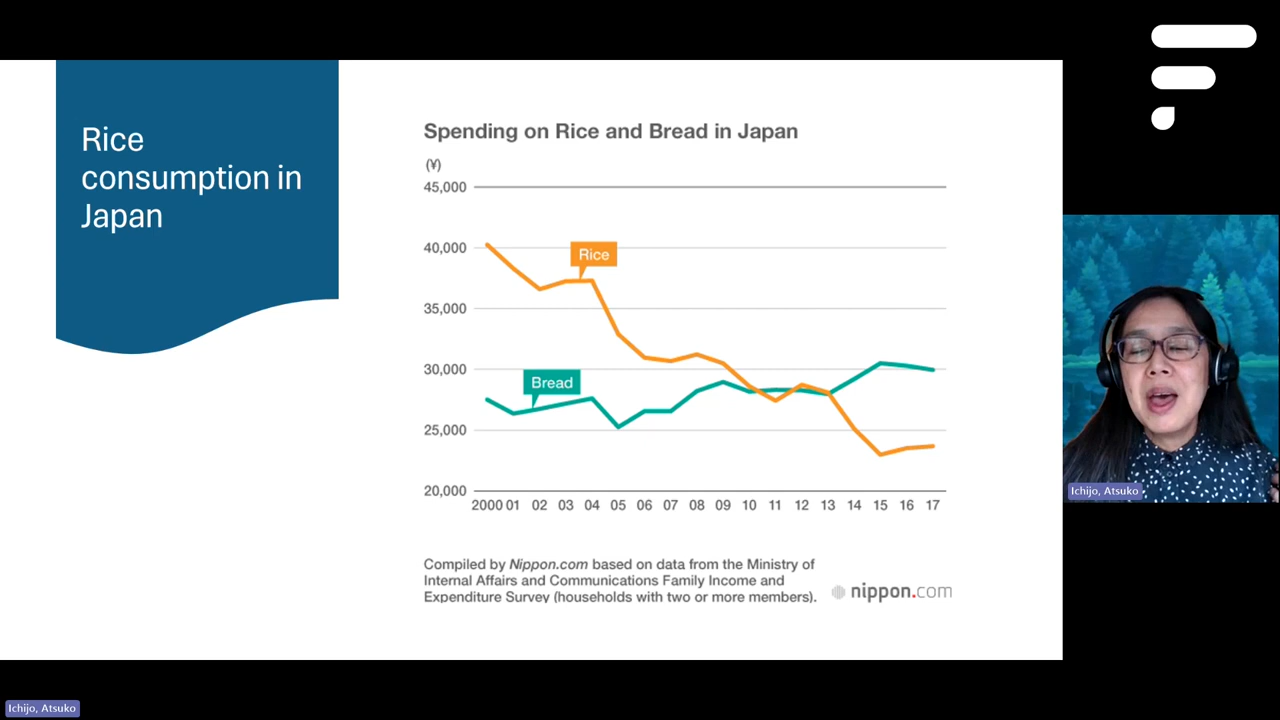 Rice
consumption in
Japan
Spending on Rice and Bread in Japan
(¥)
45,000
40,000
35,000
30,000
25,000
20,000
Rice
Bread
2000 01 02 03 04 05 06 07 08 09 10 11 12 13 14 15 16 17
Compiled by Nippon.com based on data from the Ministry of
Internal Affairs and Communications Family Income and
Expenditure Survey (households with two or more members).
nippon.com
Ichijo, Atsuko
Ichijo, Atsuko